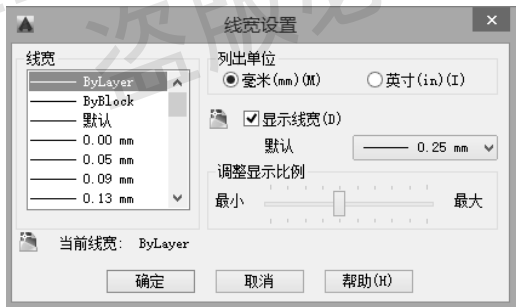 线宽设置
线宽
ByLayer
ByBlock
默认
0.00 mm
0.05 mm
0.09 mm
0.13 mm
列出单位
毫米(mm)(M) 英寸(in)(I)
显示线宽(D)
默认 0.25 mm
调整显示比例
最小 最大
当前线宽: ByLayer
确定 取消 帮助(H)